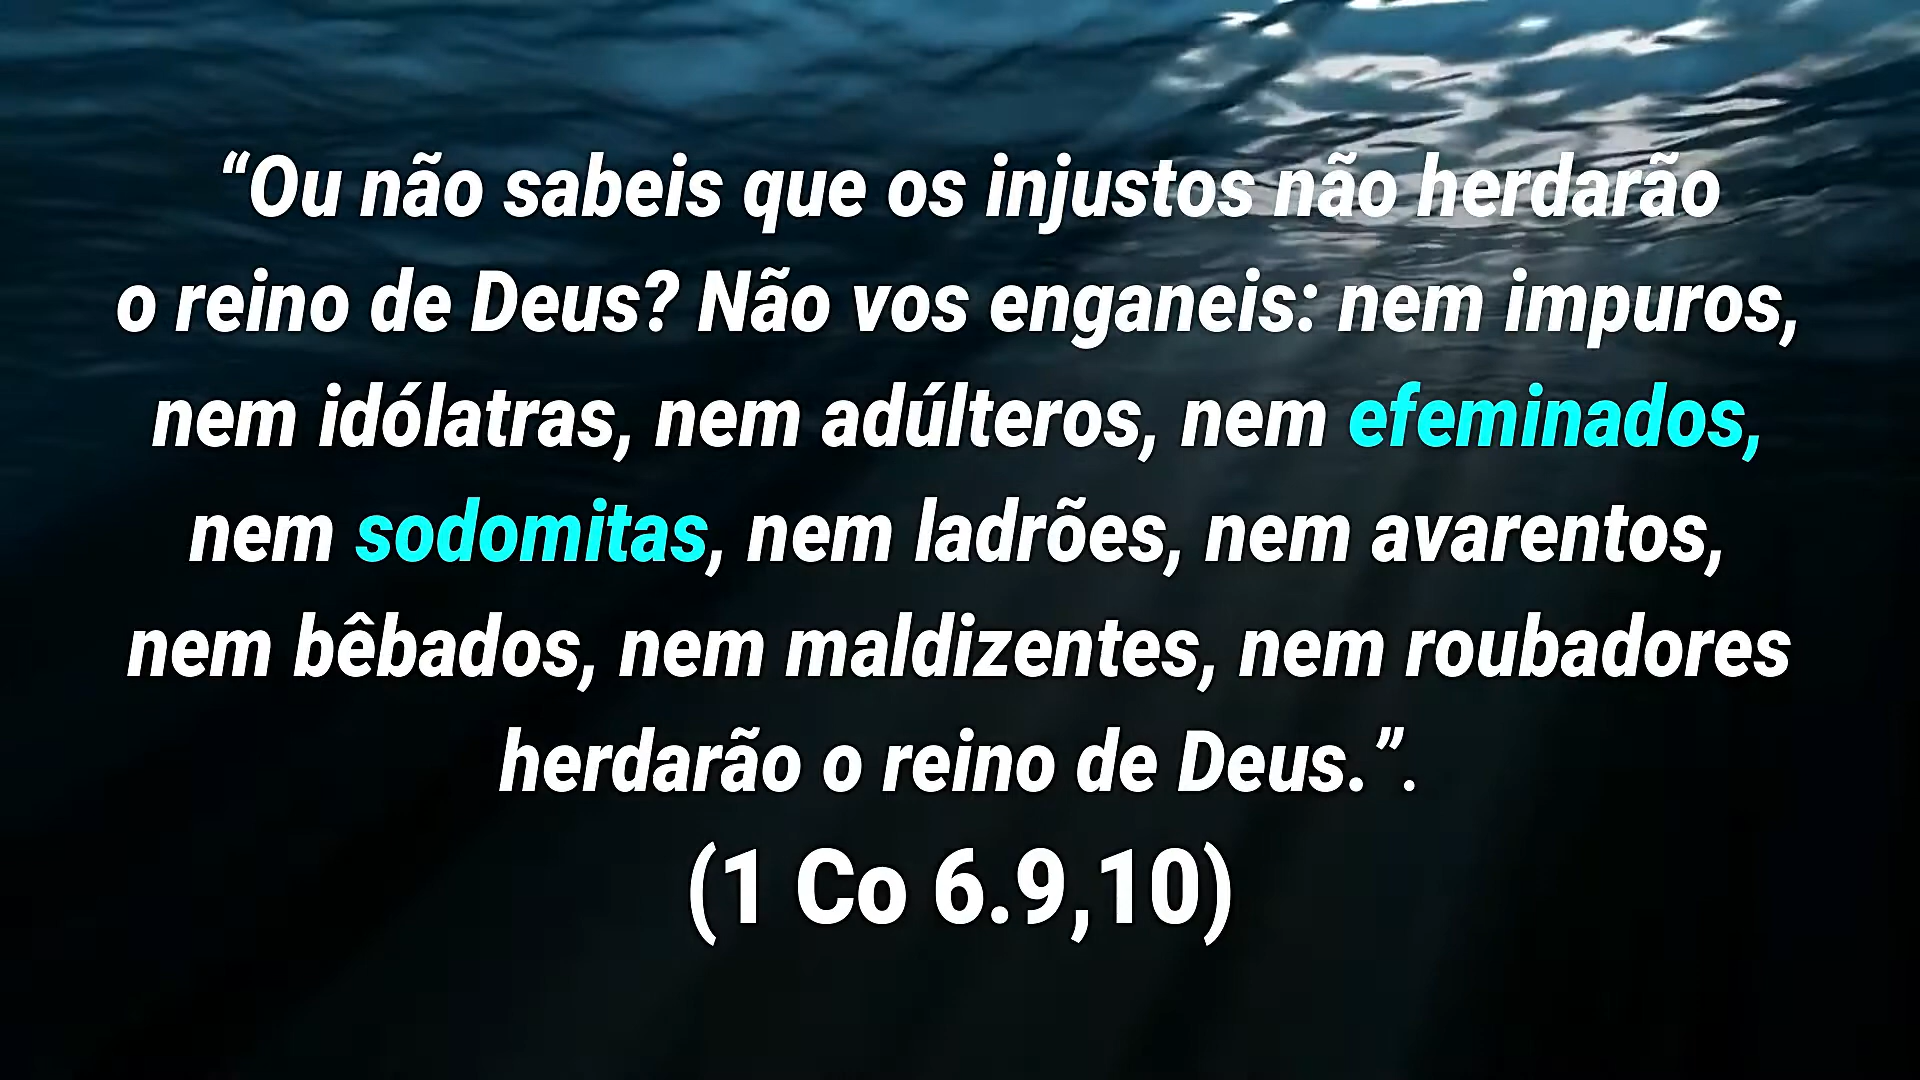 “Ou não sabeis que os injustos não herdarão
o reino de Deus? Não vos enganeis: nem impuros,
nem idólatras, nem adúlteros, nem efeminados,
nem sodomitas, nem ladrões, nem avarentos,
nem bêbados, nem maldizentes, nem roubadores
herdarão o reino de Deus.”.
(1 Co 6.9,10)